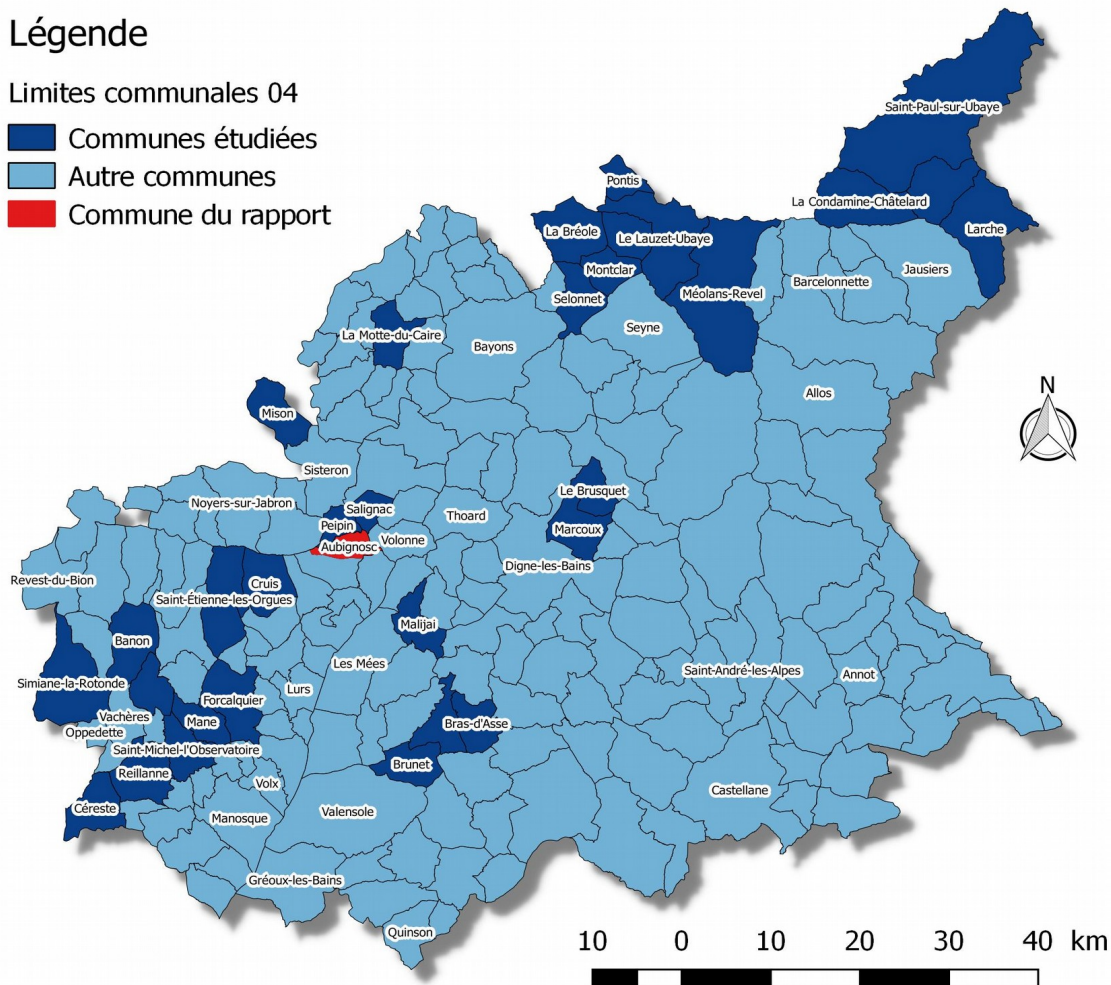 Légende
Limites communales 04
Communes étudiées
Autre communes
Commune du rapport
Saint-Paul-sur-Ubaye
Pontis
La Condamine-Châtelard
La Bréole
Le Lauzet-Ubaye
Larche
Montclar
Jausiers
Barcelonnette
Selonnet
Méolans-Revel
Seyne
La Motte-du-Caire
Bayons
Allos
N
Mison
Sisteron
Le Brusquet
Noyers-sur-Jabron
Salignac
Thoard
Peipin
Marcoux
Volonne
Aubignosc
Digne-les-Bains
Revest-du-Bion
Cruis
Saint-Étienne-les-Orgues
Malijai
Banon
Les Mées
Saint-André-les-Alpes
Annot
Simiane-la-Rotonde
Lurs
Forcalquier
Vachères
Mane
Bras-d'Asse
Oppedette
Saint-Michel-l'Observatoire
Brunet
Reillanne
Volx
Castellane
Céreste
Manosque
Valensole
Gréoux-les-Bains
Quinson
10 0 10 20 30 40 km